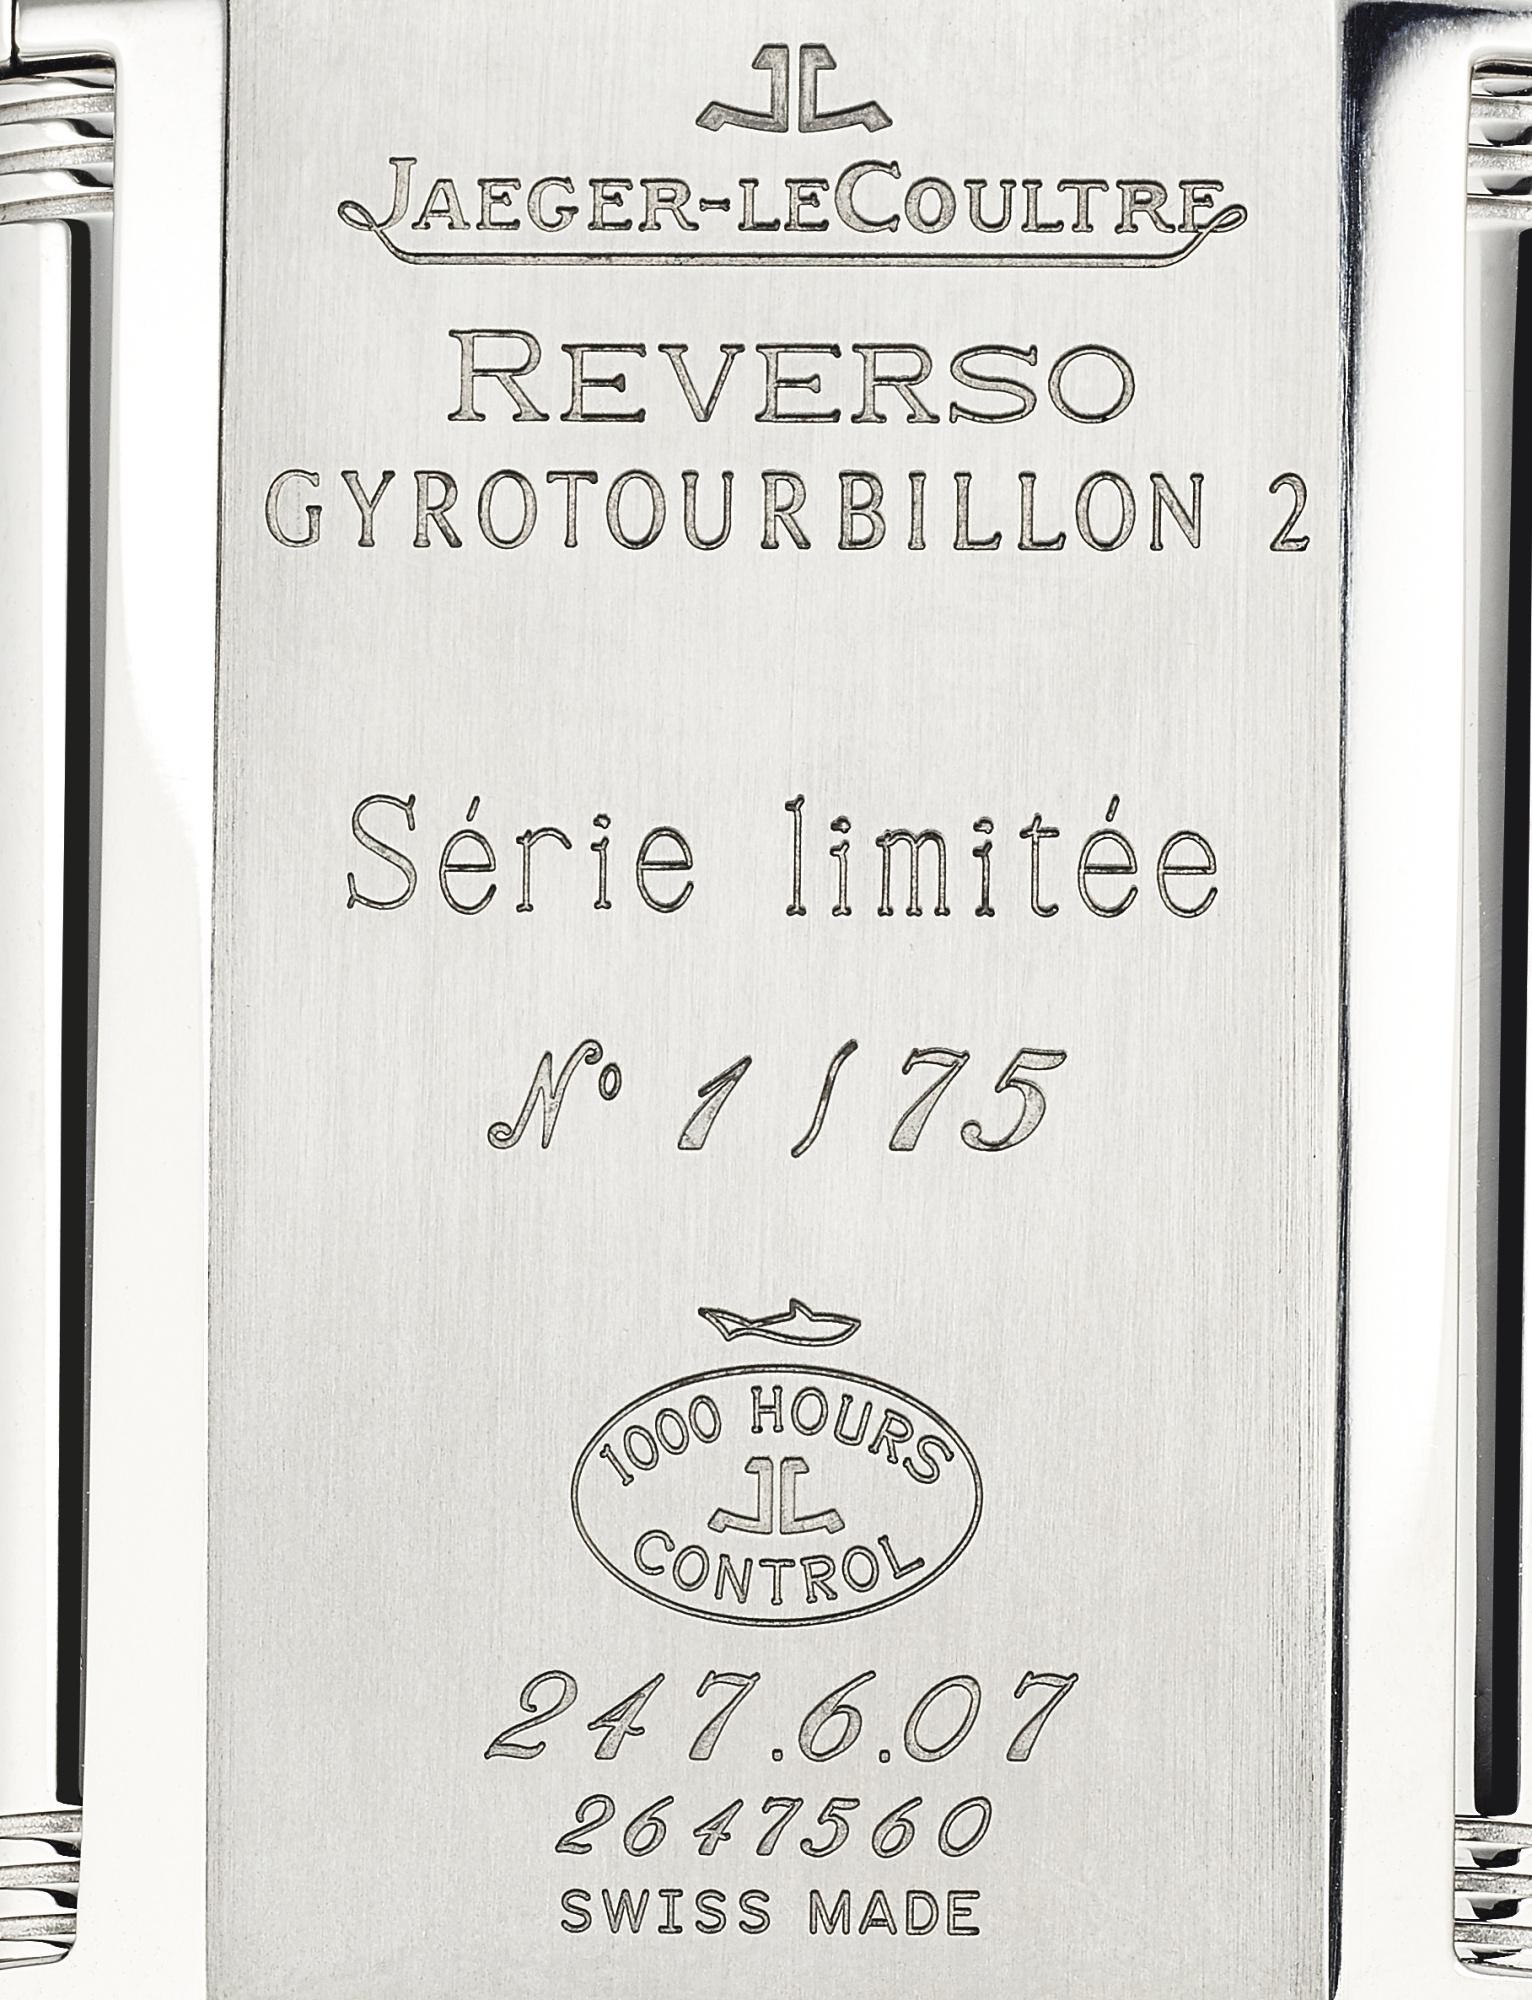 JAEGER-LECOULTRE
REVERSO
GYROTOURBILLON 2
Série limitée
Nº 1/75
1000 HOURS
CONTROL
247.6.07
2647560
SWISS MADE